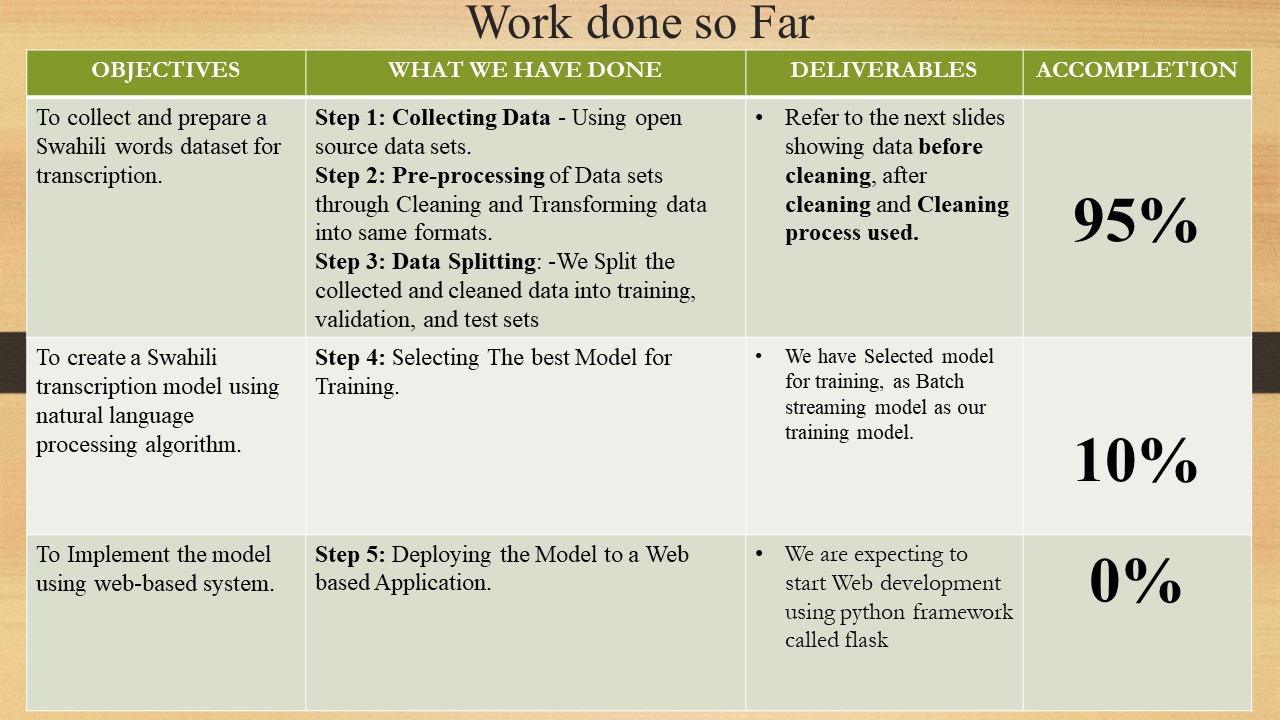 Work done so Far
OBJECTIVES
WHAT WE HAVE DONE
DELIVERABLES
ACCOMPLETION
To collect and prepare a
Swahili words dataset for
transcription.
Step 1: Collecting Data - Using open
source data sets.
Step 2: Pre-processing of Data sets
through Cleaning and Transforming data
into same formats.
Step 3: Data Splitting: -We Split the
collected and cleaned data into training,
validation, and test sets
• Refer to the next slides
showing data before
cleaning, after
cleaning and Cleaning
process used.
95%
To create a Swahili
transcription model using
natural language
processing algorithm.
Step 4: Selecting The best Model for
Training.
• We have Selected model
for training, as Batch
streaming model as our
training model.
10%
To Implement the model
using web-based system.
Step 5: Deploying the Model to a Web
based Application.
• We are expecting to
start Web development
using python framework
called flask
0%